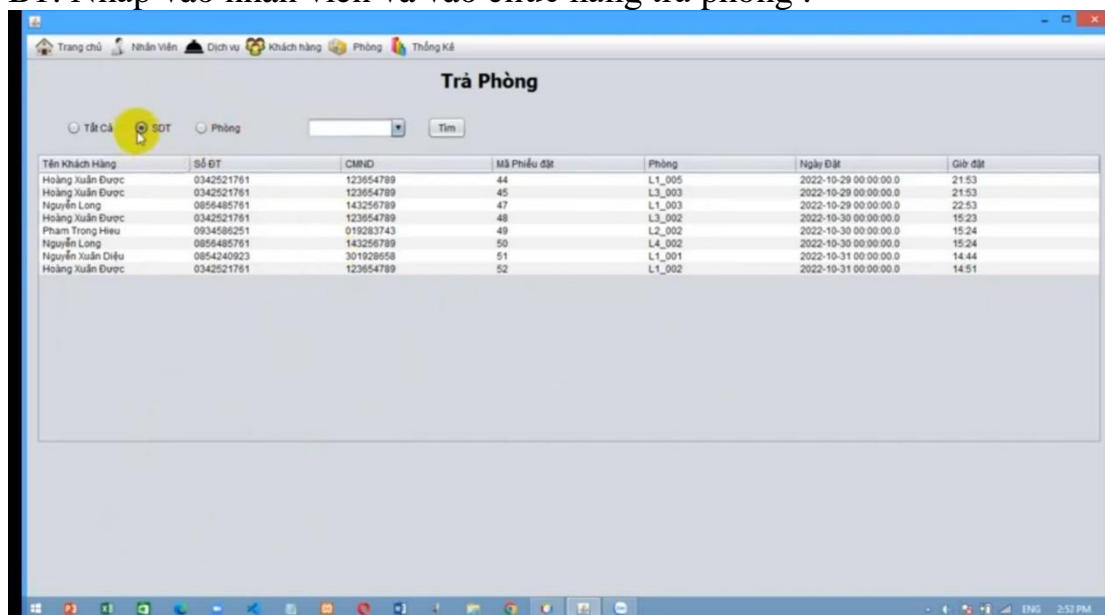 B1: Nhấp vào nhân viên và vào chức năng trả phòng .
Trang chủ Nhân Viên Dịch vụ Khách hàng Phòng Thống Kê
Trả Phòng
Tất Cả SDT Phòng Tìm
Tên Khách Hàng Số ĐT CMND Mã Phiếu đặt Phòng Ngày Đặt Giờ đặt
Hoàng Xuân Được 0342521761 123654789 44 L1_005 2022-10-29 00:00:00.0 21:53
Hoàng Xuân Được 0342521761 123654789 45 L3_003 2022-10-29 00:00:00.0 21:53
Nguyễn Long 0856485761 143256789 47 L1_003 2022-10-29 00:00:00.0 22:53
Hoàng Xuân Được 0342521761 123654789 48 L3_002 2022-10-30 00:00:00.0 15:23
Pham Trong Hieu 0934586251 019283743 49 L2_002 2022-10-30 00:00:00.0 15:24
Nguyễn Long 0856485761 143256789 50 L4_002 2022-10-30 00:00:00.0 15:24
Nguyễn Xuân Diệu 0854240923 301928658 51 L1_001 2022-10-31 00:00:00.0 14:44
Hoàng Xuân Được 0342521761 123654789 52 L1_002 2022-10-31 00:00:00.0 14:51
ENG 2:52 PM